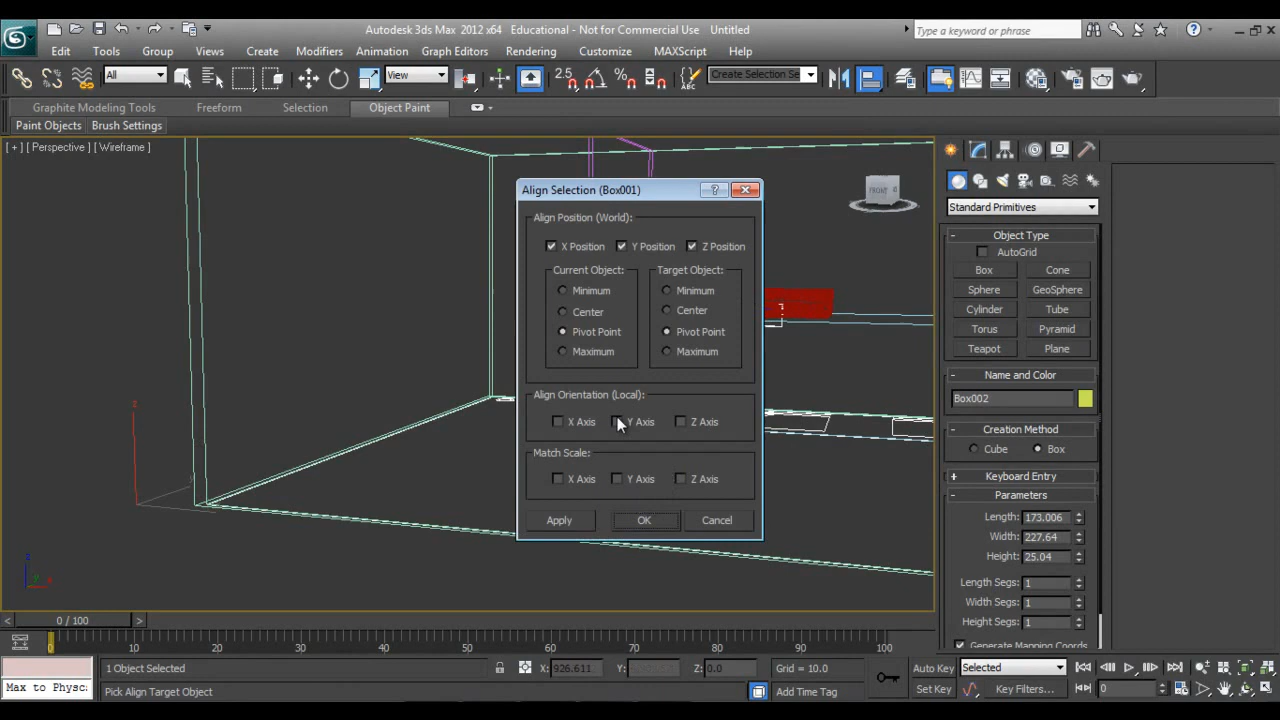 Autodesk 3ds Max 2012 x64 Educational - Not for Commercial Use Untitled
Type a keyword or phrase
Edit Tools Group Views Create Modifiers Animation Graph Editors Rendering Customize MAXScript Help
All View 2.5 Create Selection Se
Graphite Modeling Tools Freeform Selection Object Paint
Paint Objects Brush Settings
[ + ] [ Perspective ] [ Wireframe ]
FRONT
Align Selection (Box001)
Align Position (World):
X Position Y Position Z Position
Current Object: Target Object:
Minimum Minimum
Center Center
Pivot Point Pivot Point
Maximum Maximum
Align Orientation (Local):
X Axis Y Axis Z Axis
Match Scale:
X Axis Y Axis Z Axis
Apply OK Cancel
Standard Primitives
- Object Type
AutoGrid
Box Cone
Sphere GeoSphere
Cylinder Tube
Torus Pyramid
Teapot Plane
- Name and Color
Box002
- Creation Method
Cube Box
+ Keyboard Entry
- Parameters
Length: 173.006
Width: 227.64
Height: 25.04
Length Segs: 1
Width Segs: 1
Height Segs: 1
Generate Mapping Coords
< 0 / 100 >
0 10 20 30 40 50 60 70 80 90 100
1 Object Selected X: 926.611 Y: Z: 0.0 Grid = 10.0 Auto Key Selected
Max to Physc Pick Align Target Object Add Time Tag Set Key Key Filters... 0